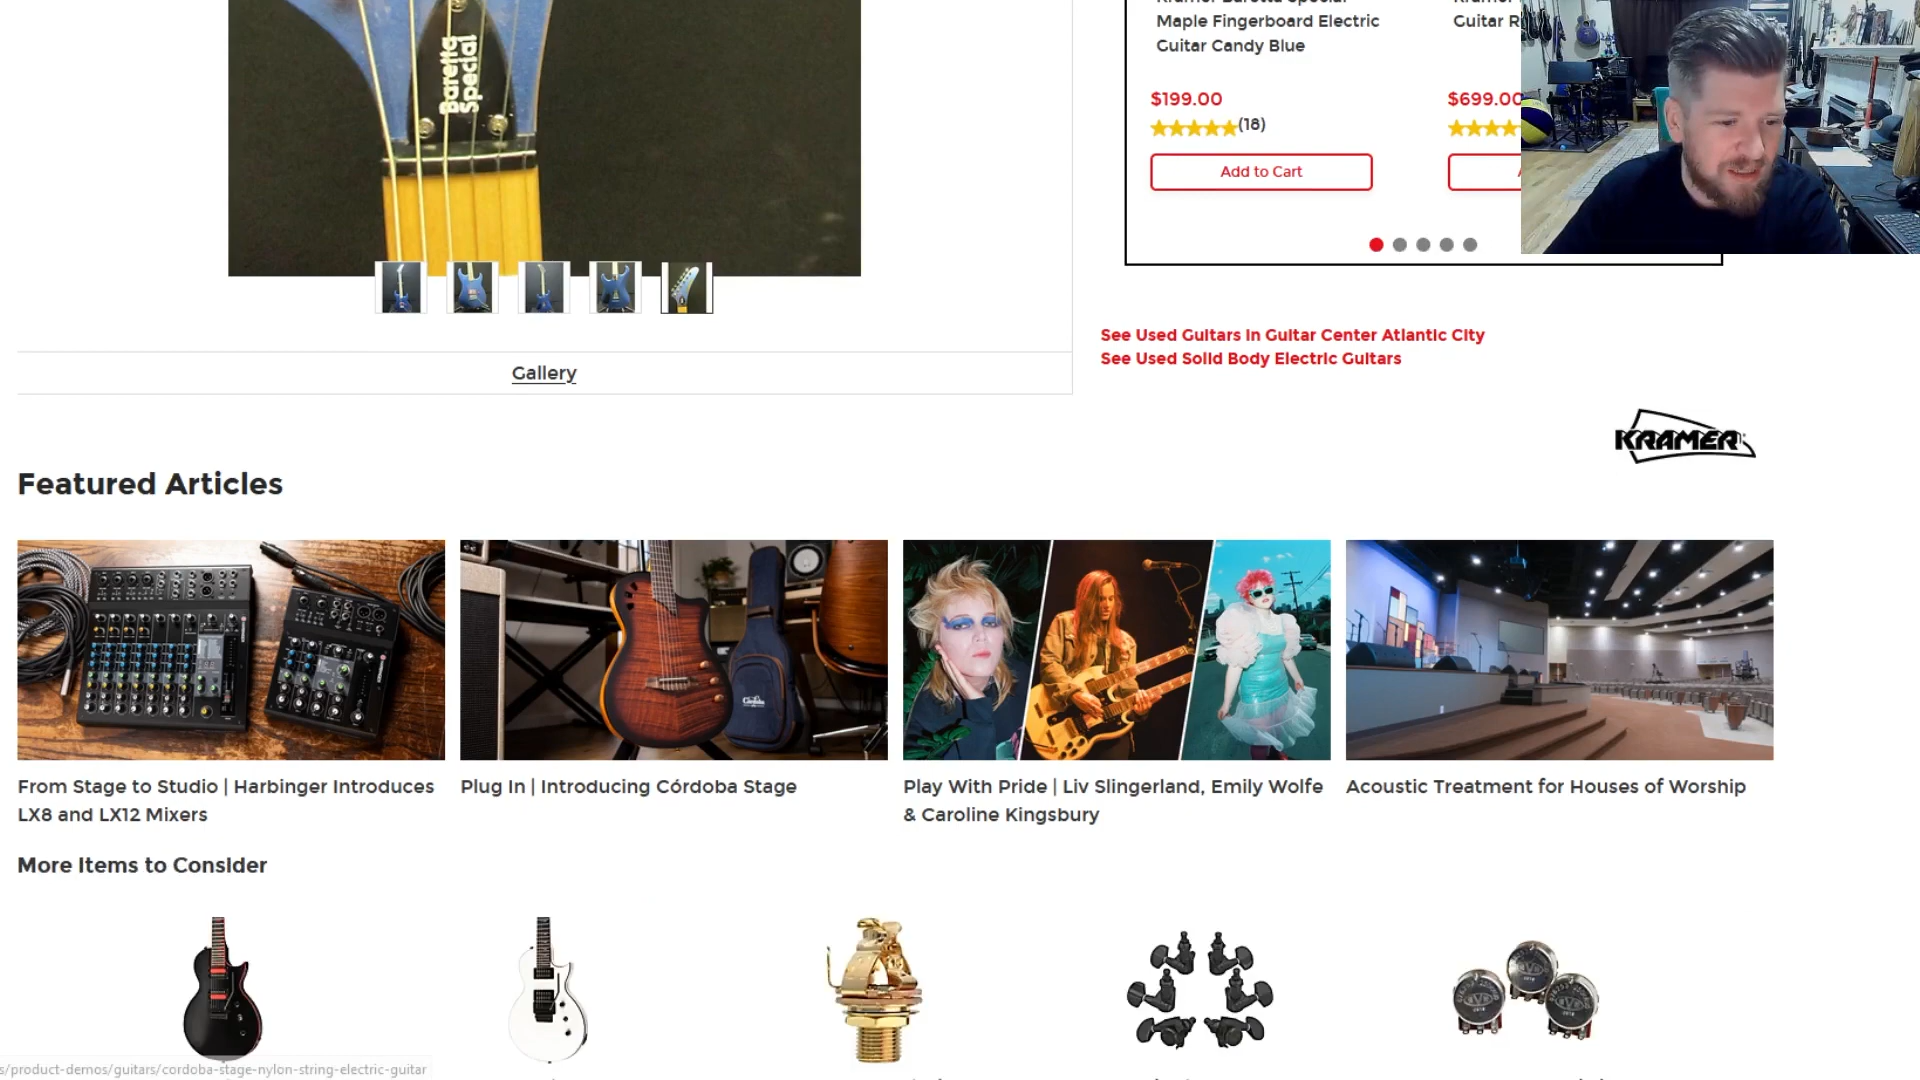 Baretta
Special
Maple Fingerboard Electric
Guitar Candy Blue
Guitar
$199.00
$699.00
(18)
Add to Cart
See Used Guitars in Guitar Center Atlantic City
See Used Solid Body Electric Guitars
Gallery
KRAMER
Featured Articles
From Stage to Studio | Harbinger Introduces
LX8 and LX12 Mixers
Plug In | Introducing Córdoba Stage
Play With Pride | Liv Slingerland, Emily Wolfe
& Caroline Kingsbury
Acoustic Treatment for Houses of Worship
More Items to Consider
s/product-demos/guitars/cordoba-stage-nylon-string-electric-guitar